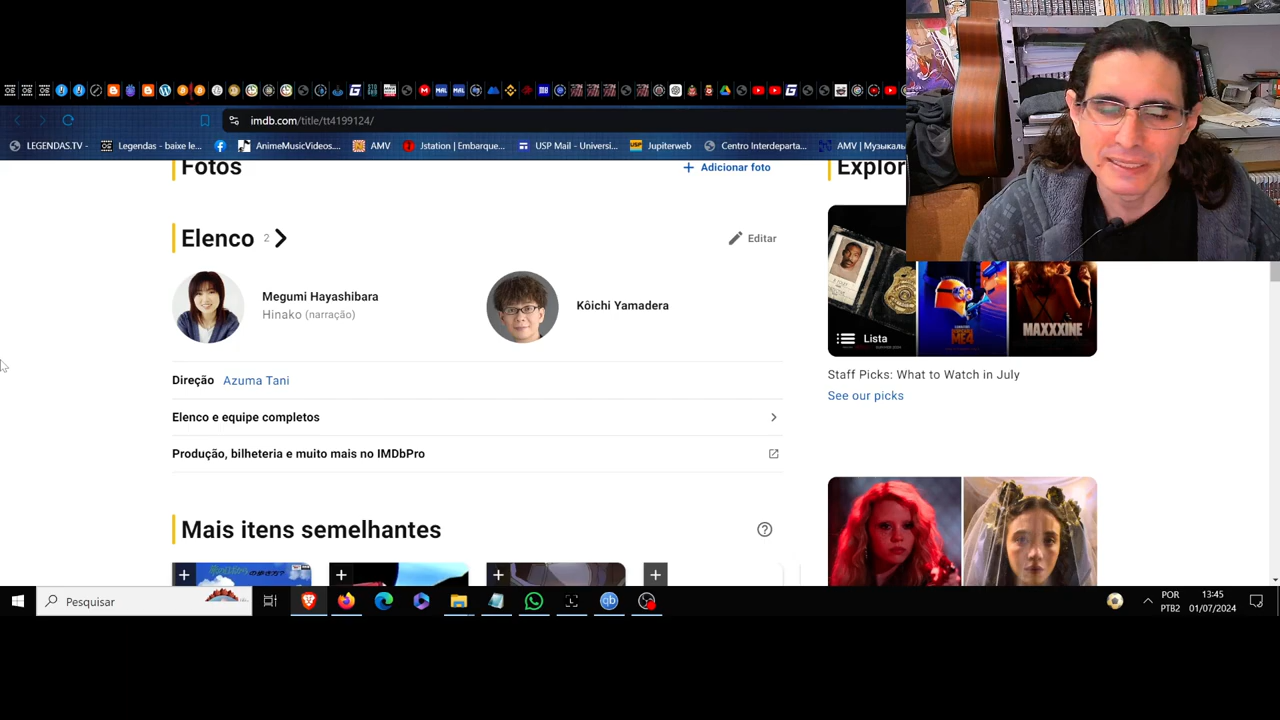 imdb.com/title/tt4199124/
LEGENDAS.TV - Legendas - baixe le... AnimeMusicVideos.... AMV Jstation | Embarque... USP Mail - Universi... Jupiterweb Centro Interdeparta... AMV | Музыкаль
Fotos
+ Adicionar foto
Explor
Elenco 2
Editar
Megumi Hayashibara
Hinako (narração)
Kôichi Yamadera
Lista
MAXXXINE
Staff Picks: What to Watch in July
See our picks
Direção Azuma Tani
Elenco e equipe completos
Produção, bilheteria e muito mais no IMDbPro
Mais itens semelhantes
Pesquisar
POR
PTB2
13:45
01/07/2024